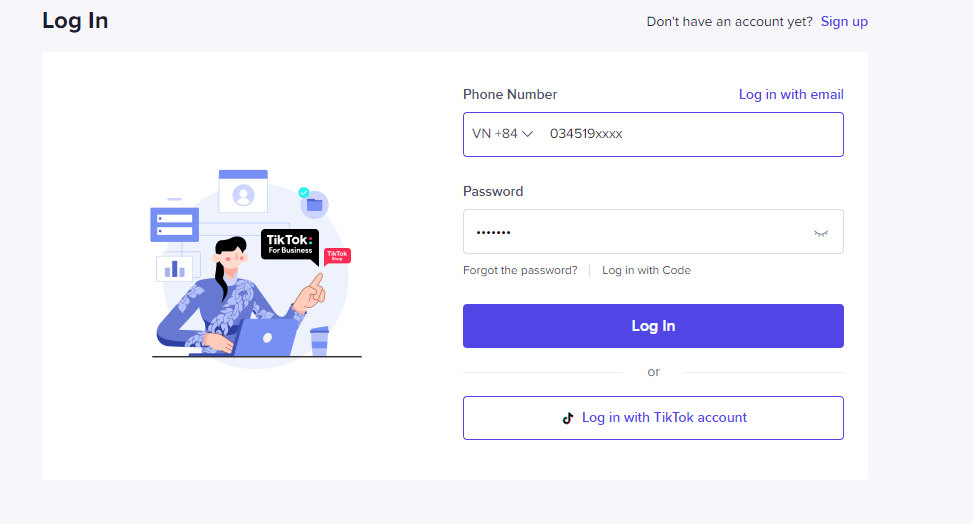 Log In
Don't have an account yet? Sign up
Phone Number
Log in with email
VN +84
034519xxxx
Password
•••••••
Forgot the password?
Log in with Code
TikTok:
For Business
TikTok
Shop
Log In
or
Log in with TikTok account